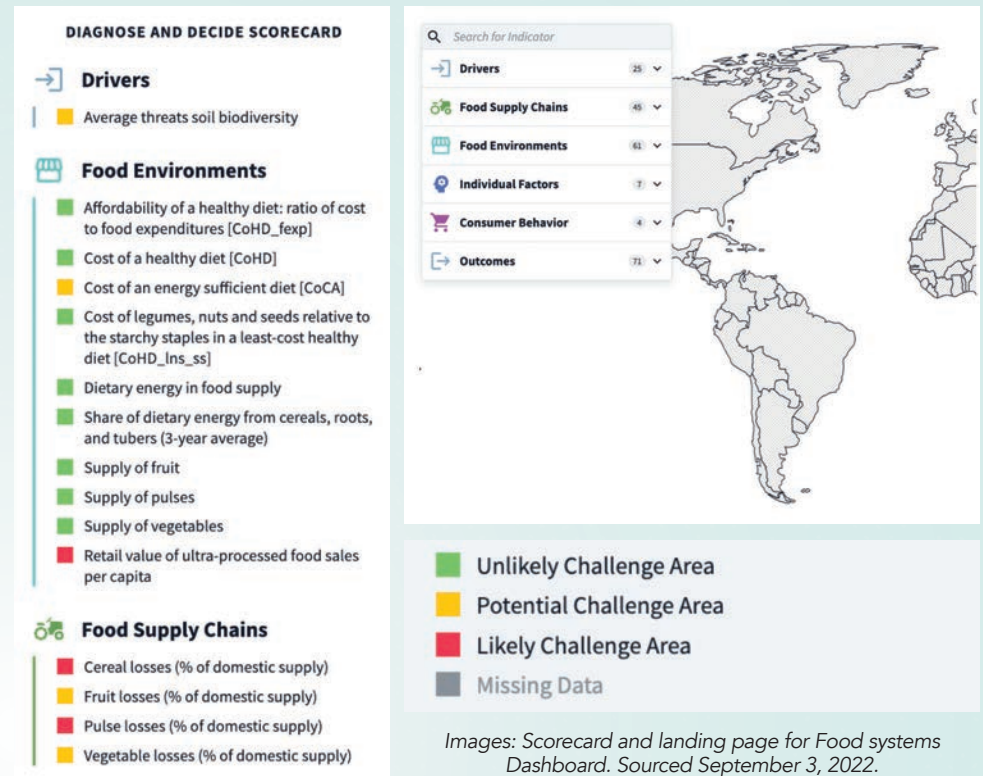 DIAGNOSE AND DECIDE SCORECARD
Drivers
Average threats soil biodiversity
Food Environments
Affordability of a healthy diet: ratio of cost
to food expenditures [CoHD_fexp]
Cost of a healthy diet [CoHD]
Cost of an energy sufficient diet [CoCA]
Cost of legumes, nuts and seeds relative to
the starchy staples in a least-cost healthy
diet [CoHD_lns_ss]
Dietary energy in food supply
Share of dietary energy from cereals, roots,
and tubers (3-year average)
Supply of fruit
Supply of pulses
Supply of vegetables
Retail value of ultra-processed food sales
per capita
Food Supply Chains
Cereal losses (% of domestic supply)
Fruit losses (% of domestic supply)
Pulse losses (% of domestic supply)
Vegetable losses (% of domestic supply)
Search for Indicator
Drivers 25
Food Supply Chains 45
Food Environments 61
Individual Factors 7
Consumer Behavior 4
Outcomes 71
Unlikely Challenge Area
Potential Challenge Area
Likely Challenge Area
Missing Data
Images: Scorecard and landing page for Food systems
Dashboard. Sourced September 3, 2022.